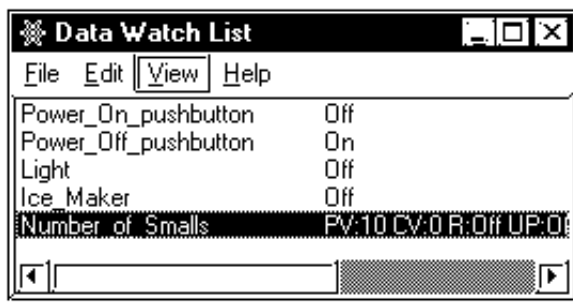 Data Watch List
File Edit View Help
Power_On_pushbutton Off
Power_Off_pushbutton On
Light Off
Ice_Maker Off
Number_of_Smalls PV:10 CV:0 R:Off UP:O